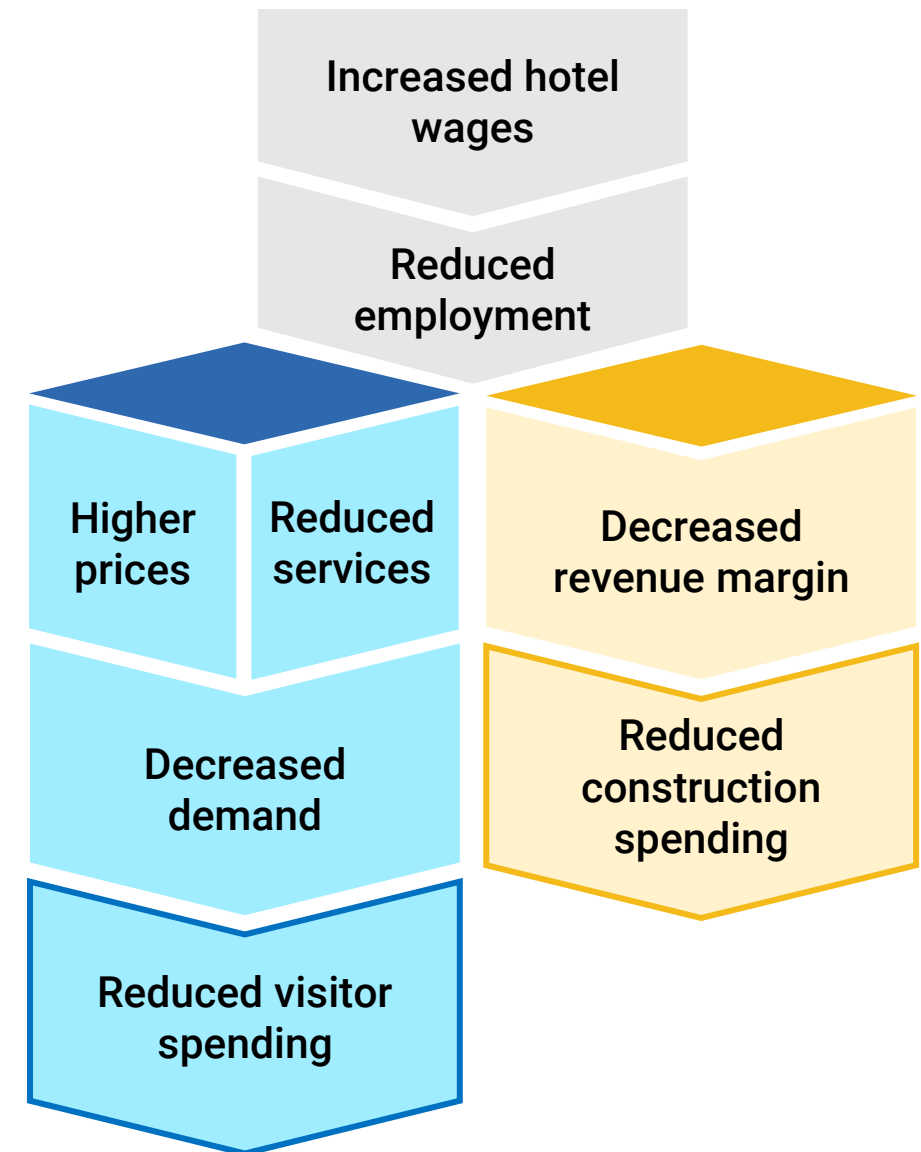 Increased hotel
wages
Reduced
employment
Higher
prices
Reduced
services
Decreased
demand
Reduced visitor
spending
Decreased
revenue margin
Reduced
construction
spending